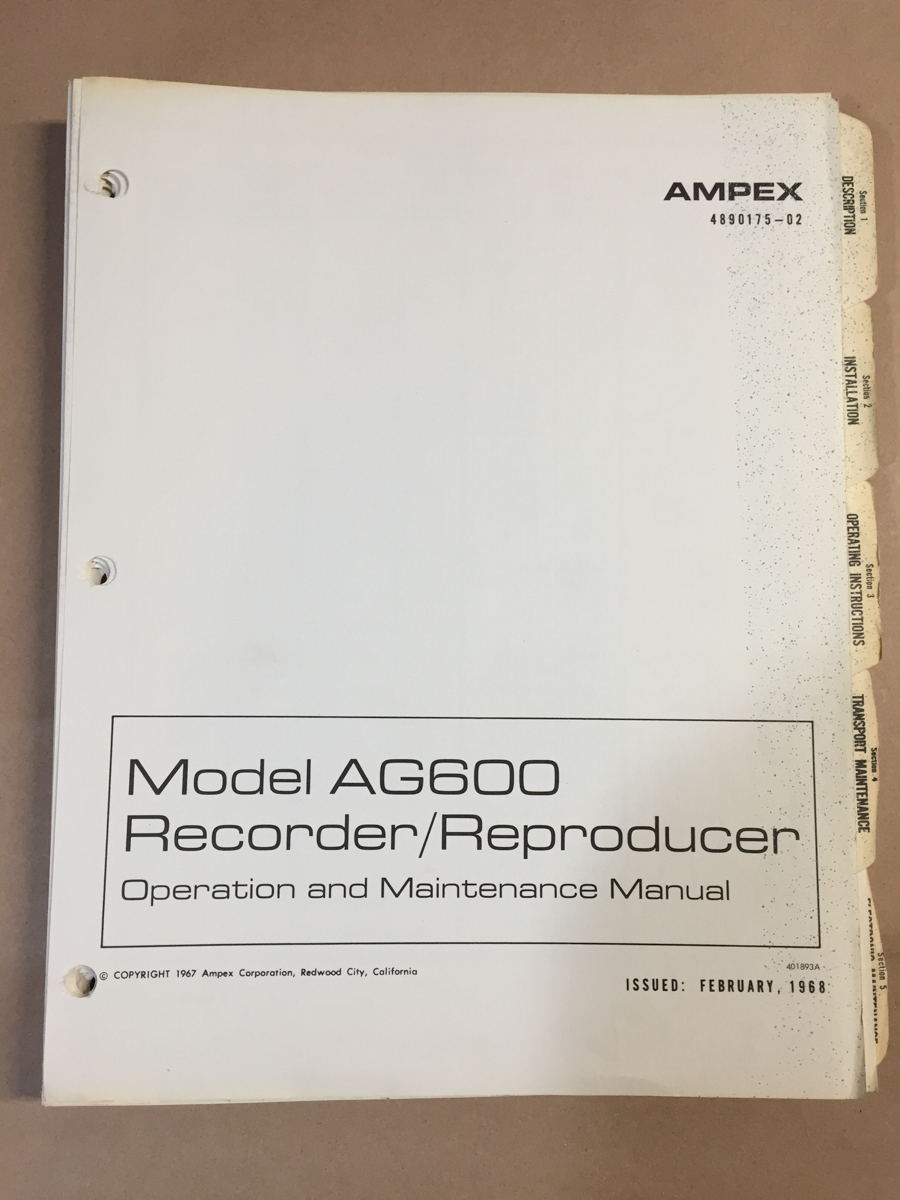 AMPEX
4890175-02
Model AG600
Recorder/Reproducer
Operation and Maintenance Manual
© COPYRIGHT 1967 Ampex Corporation, Redwood City, California
401893A
ISSUED: FEBRUARY, 1968
Section 1
DESCRIPTION
Section 2
INSTALLATION
Section 3
OPERATING INSTRUCTIONS
Section 4
TRANSPORT MAINTENANCE
Section 5